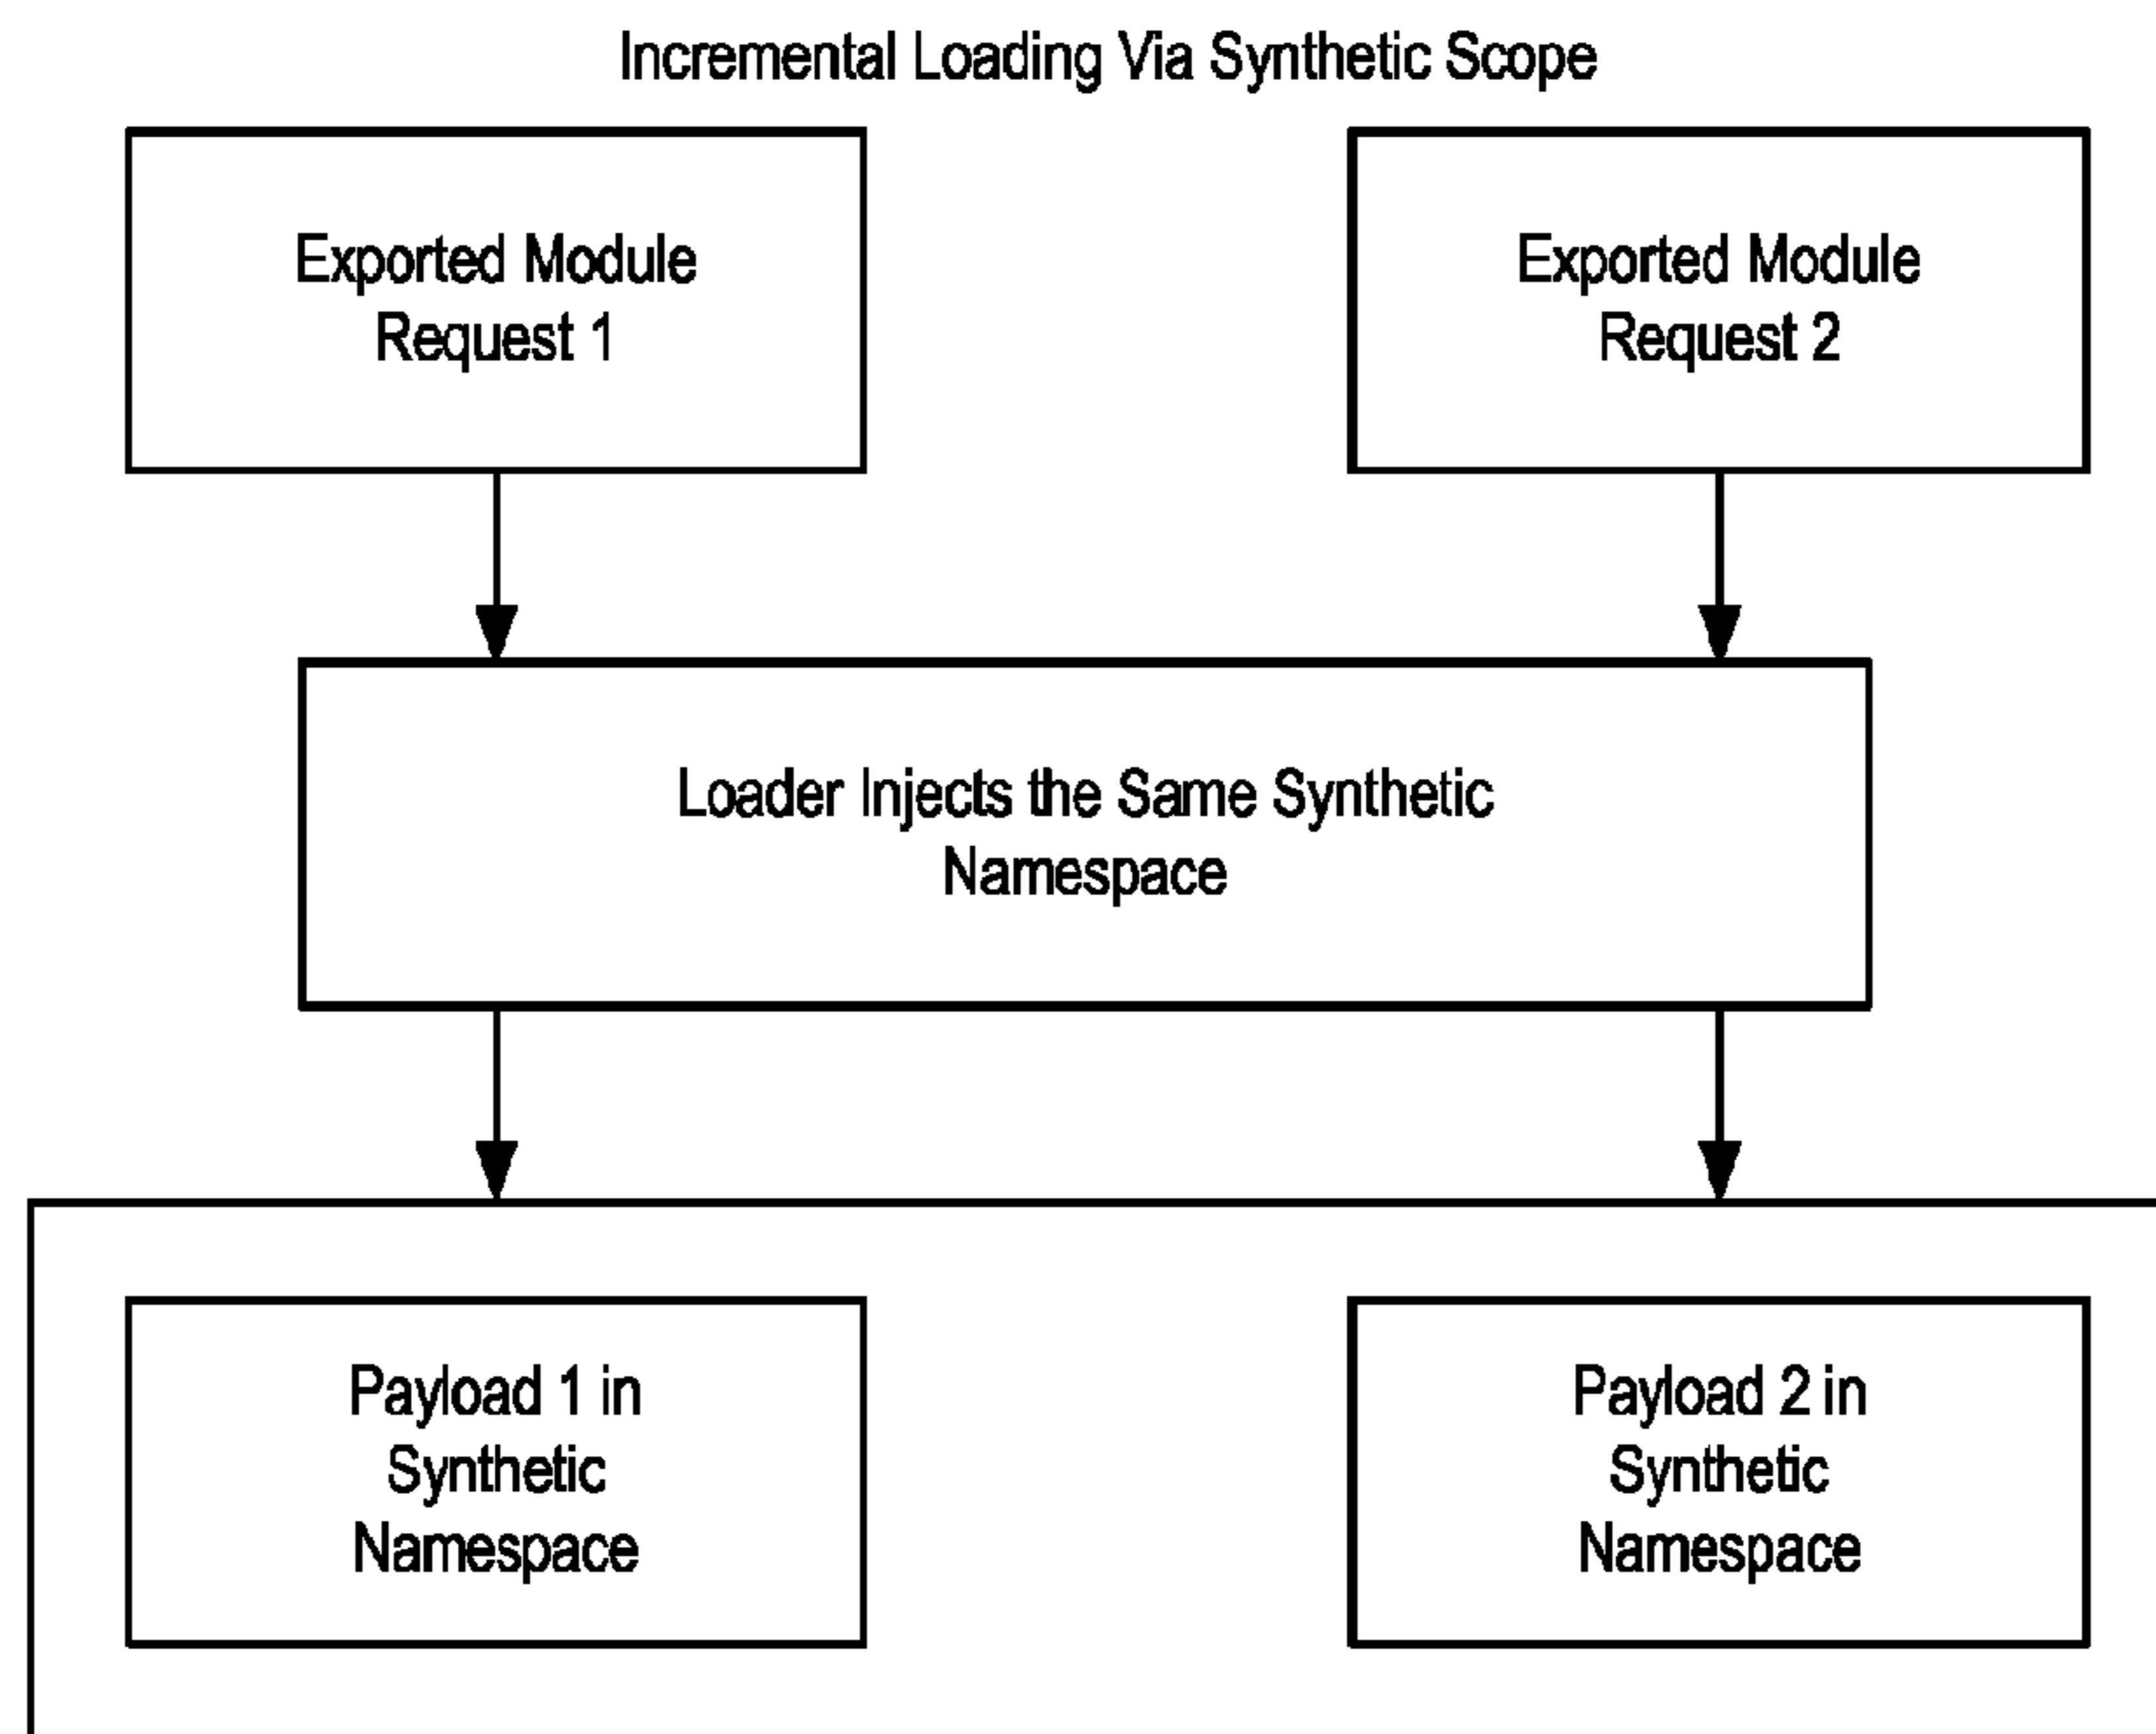 Incremental Loading Via Synthetic Scope
Exported Module
Request 1
Exported Module
Request 2
Loader Injects the Same Synthetic
Namespace
Payload 1 in
Synthetic
Namespace
Payload 2 in
Synthetic
Namespace